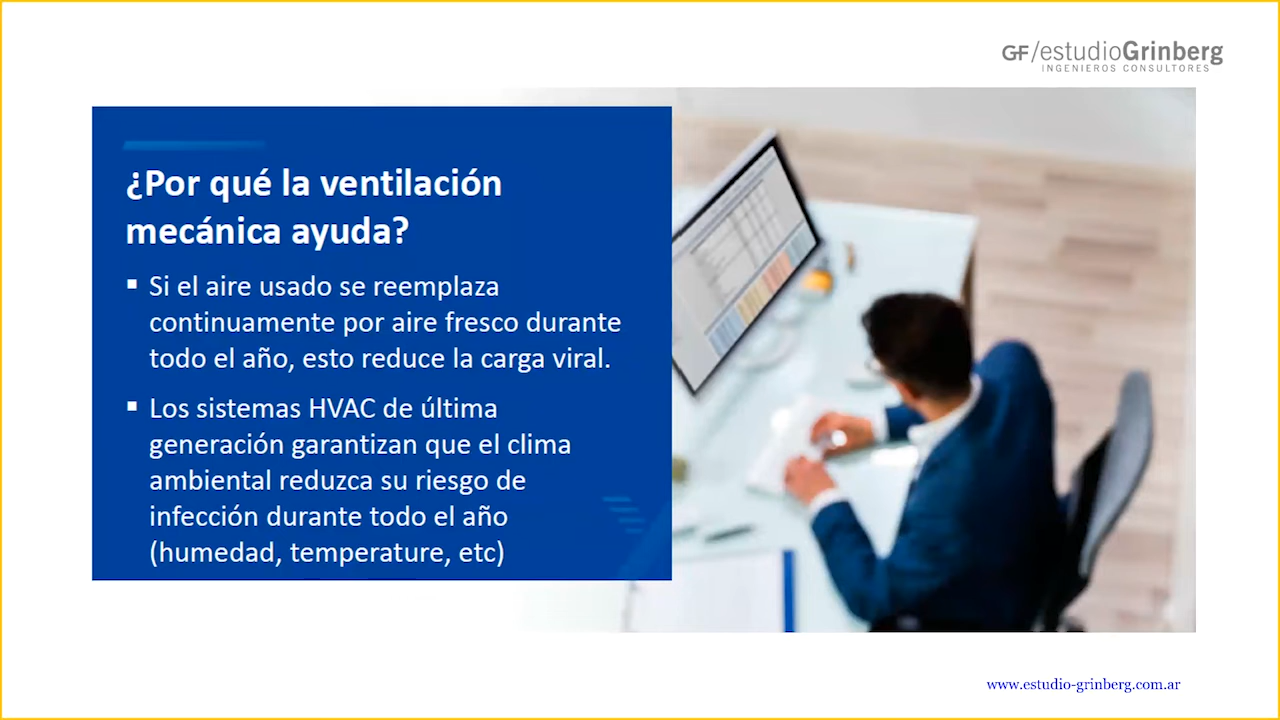 GF/estudioGrinberg
INGENIEROS CONSULTORES
¿Por qué la ventilación
mecánica ayuda?
▪ Si el aire usado se reemplaza
continuamente por aire fresco durante
todo el año, esto reduce la carga viral.
▪ Los sistemas HVAC de última
generación garantizan que el clima
ambiental reduzca su riesgo de
infección durante todo el año
(humedad, temperature, etc)
www.estudio-grinberg.com.ar